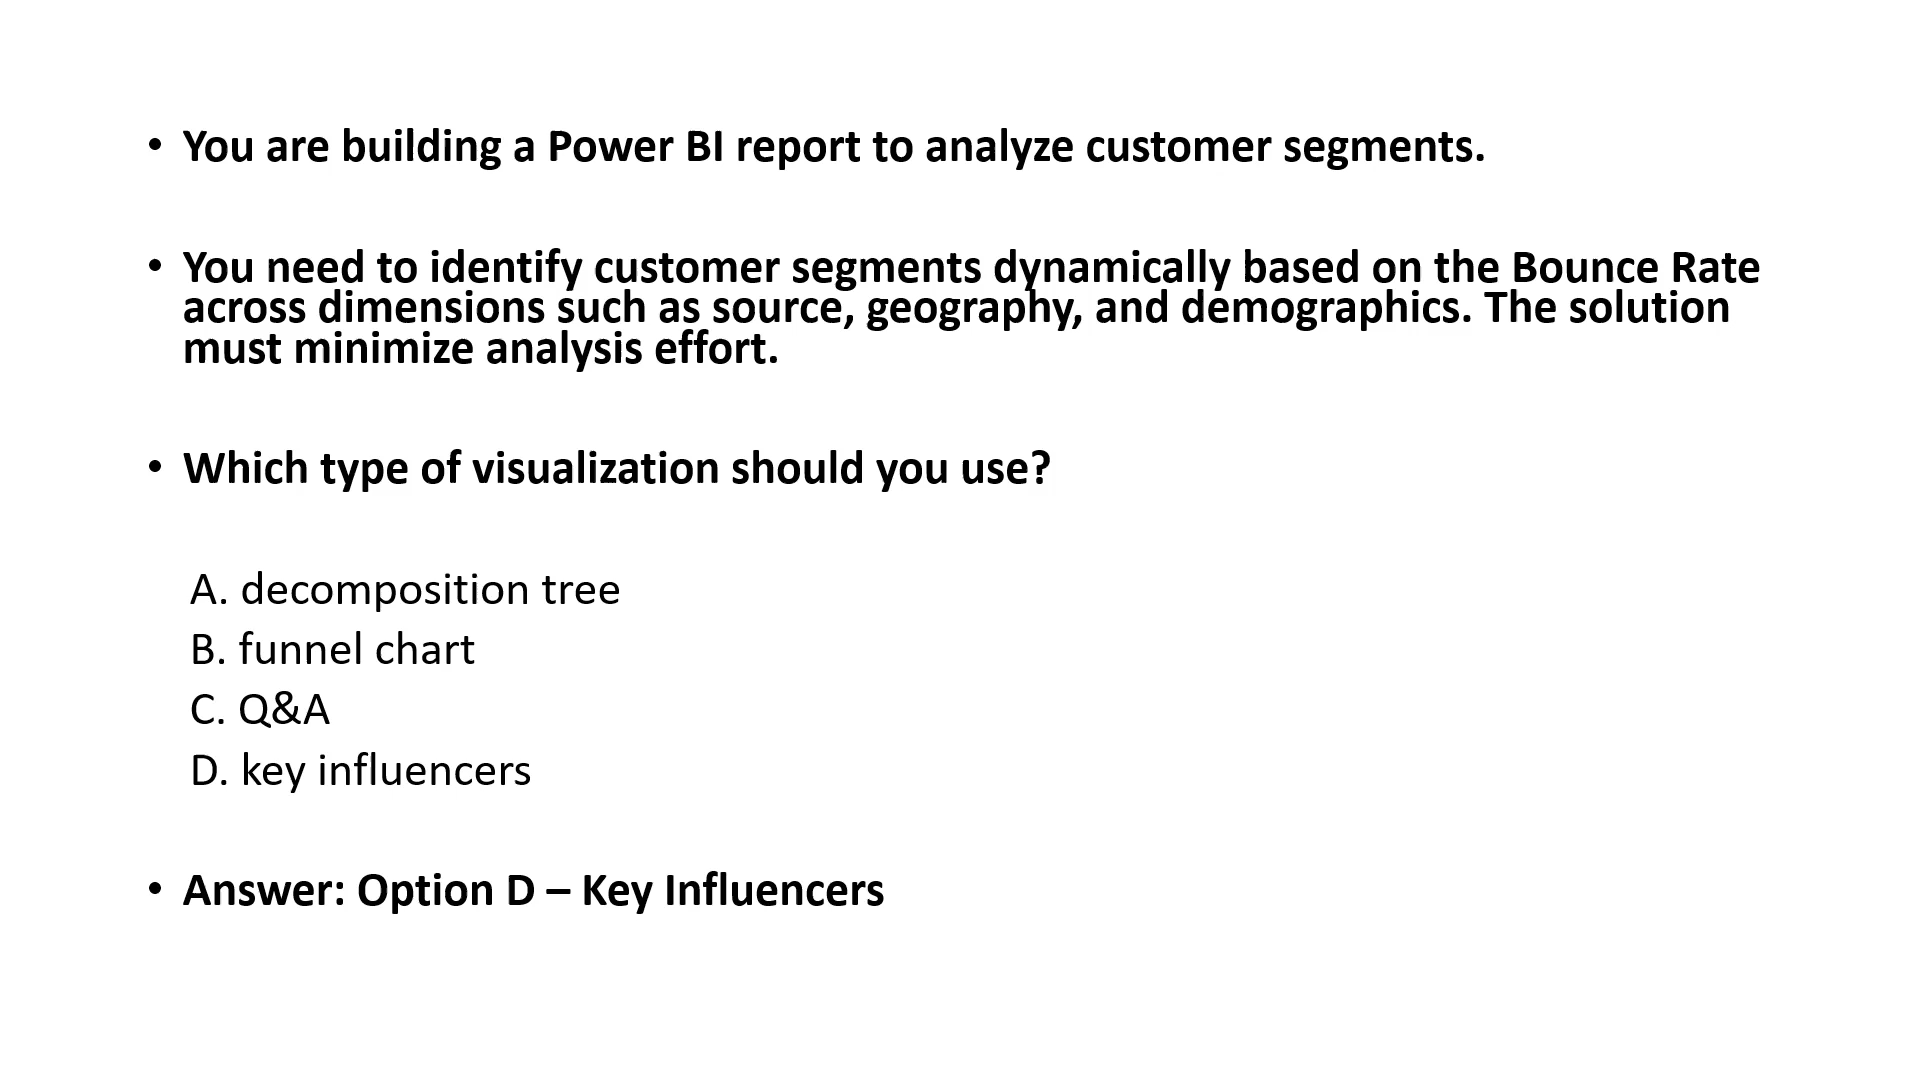 • You are building a Power BI report to analyze customer segments.
• You need to identify customer segments dynamically based on the Bounce Rate
across dimensions such as source, geography, and demographics. The solution
must minimize analysis effort.
• Which type of visualization should you use?
A. decomposition tree
B. funnel chart
C. Q&A
D. key influencers
• Answer: Option D – Key Influencers